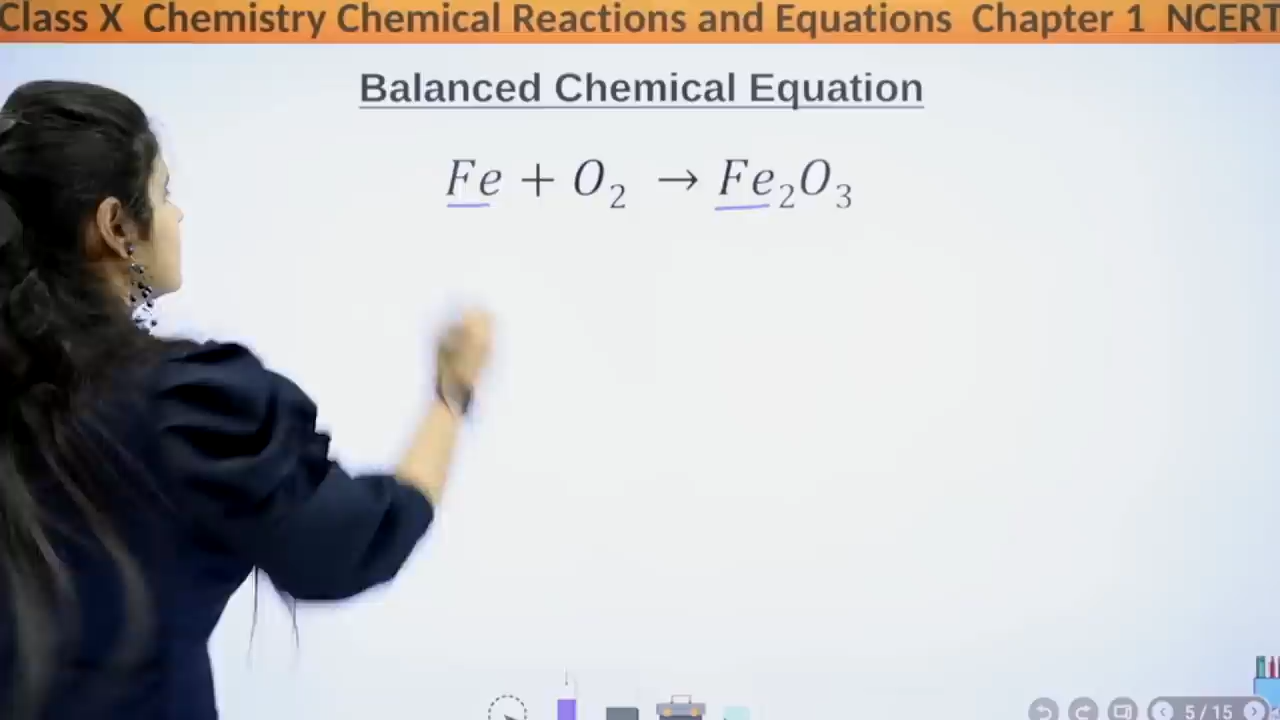 Class X Chemistry Chemical Reactions and Equations Chapter 1 NCERT
Balanced Chemical Equation
Fe + O₂ → Fe₂O₃
5/15